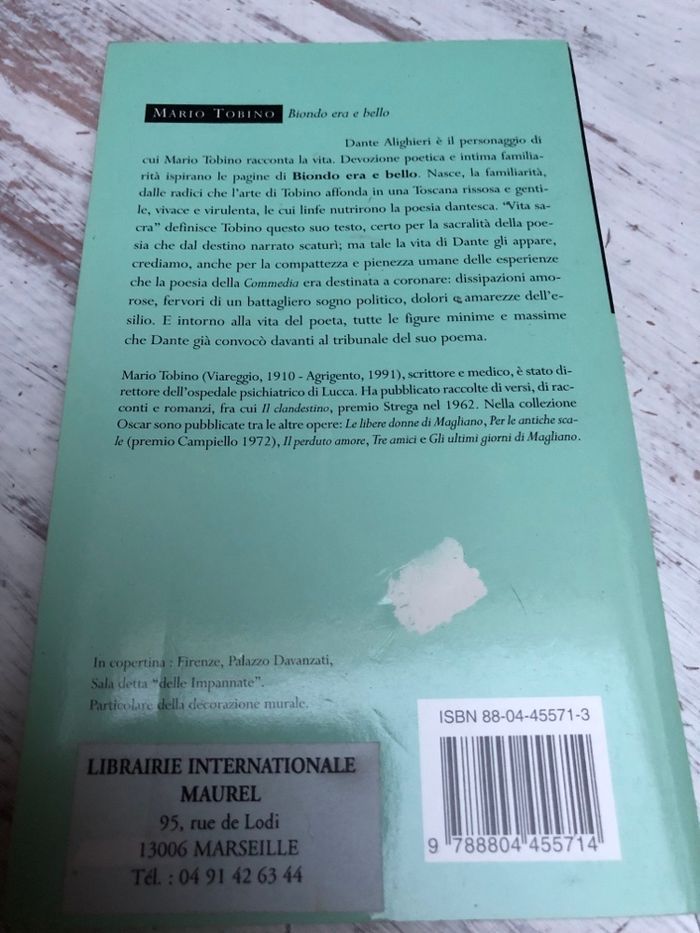 MARIO TOBINO Biondo era e bello
Dante Alighieri è il personaggio di
cui Mario Tobino racconta la vita. Devozione poetica e intima familia-
rità ispirano le pagine di Biondo era e bello. Nasce, la familiarità,
dalle radici che l'arte di Tobino affonda in una Toscana rissosa e genti-
le, vivace e virulenta, le cui linfe nutrirono la poesia dantesca. "Vita sa-
cra" definisce Tobino questo suo testo, certo per la sacralità della poe-
sia che dal destino narrato scaturì; ma tale la vita di Dante gli appare,
crediamo, anche per la compattezza e pienezza umane delle esperienze
che la poesia della Commedia era destinata a coronare: dissipazioni amo-
rose, fervori di un battagliero sogno politico, dolori e amarezze dell'e-
silio. E intorno alla vita del poeta, tutte le figure minime e massime
che Dante già convocò davanti al tribunale del suo poema.
Mario Tobino (Viareggio, 1910 - Agrigento, 1991), scrittore e medico, è stato di-
rettore dell'ospedale psichiatrico di Lucca. Ha pubblicato raccolte di versi, di rac-
conti e romanzi, fra cui Il clandestino, premio Strega nel 1962. Nella collezione
Oscar sono pubblicate tra le altre opere: Le libere donne di Magliano, Per le antiche sca-
le (premio Campiello 1972), Il perduto amore, Tre amici e Gli ultimi giorni di Magliano.
In copertina : Firenze, Palazzo Davanzati,
Sala detta "delle Impannate".
Particolare della decorazione murale.
ISBN 88-04-45571-3
9 788804 455714
LIBRAIRIE INTERNATIONALE
MAUREL
95, rue de Lodi
13006 MARSEILLE
Tél. : 04 91 42 63 44